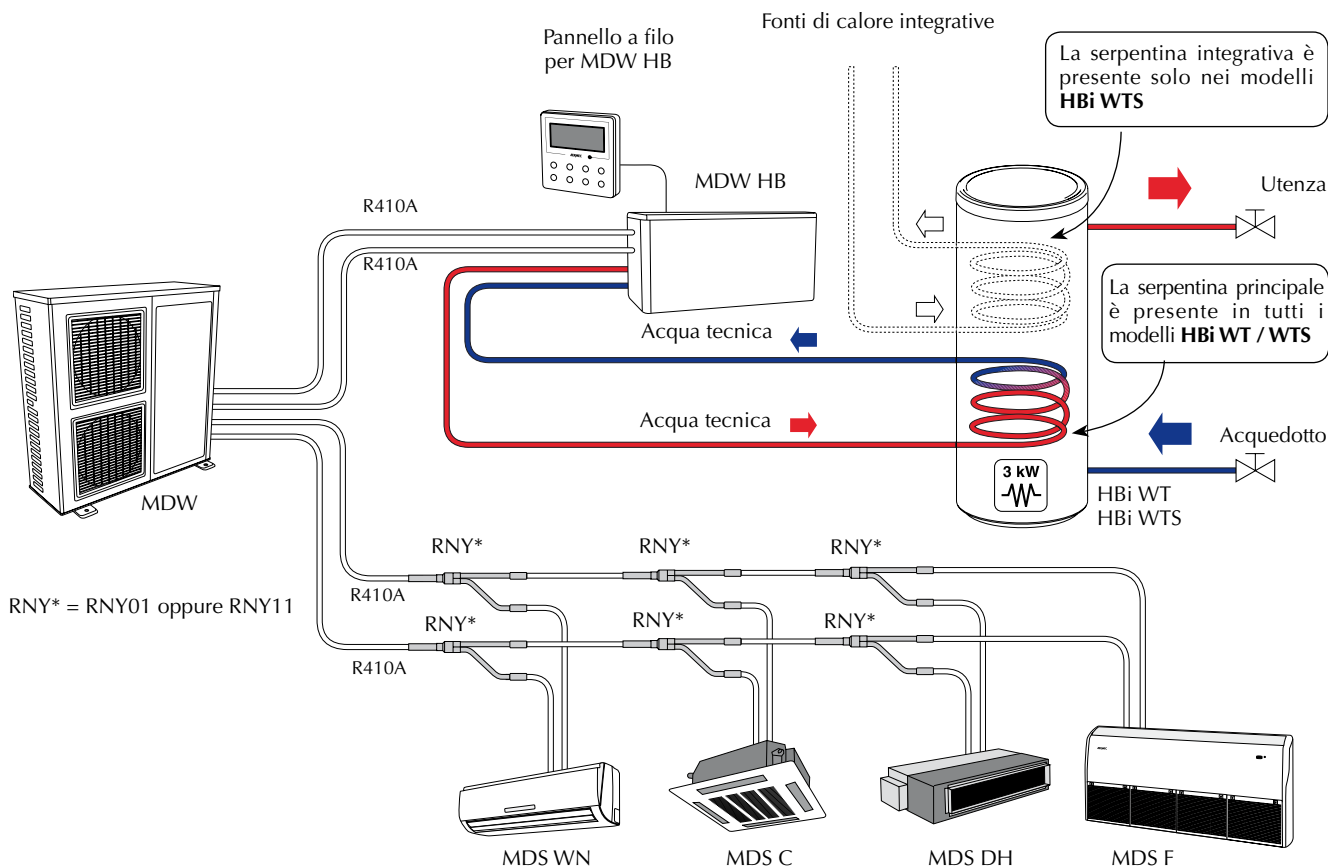 Fonti di calore integrative
Pannello a filo
per MDW HB
La serpentina integrativa è
presente solo nei modelli
HBi WTS
MDW HB
Utenza
R410A
R410A
La serpentina principale
è presente in tutti i
modelli HBi WT / WTS
Acqua tecnica
Acqua tecnica
Acquedotto
3 kW
HBi WT
HBi WTS
MDW
RNY*
RNY*
RNY*
R410A
RNY* = RNY01 oppure RNY11
RNY*
RNY*
RNY*
R410A
MDS WN
MDS C
MDS DH
MDS F